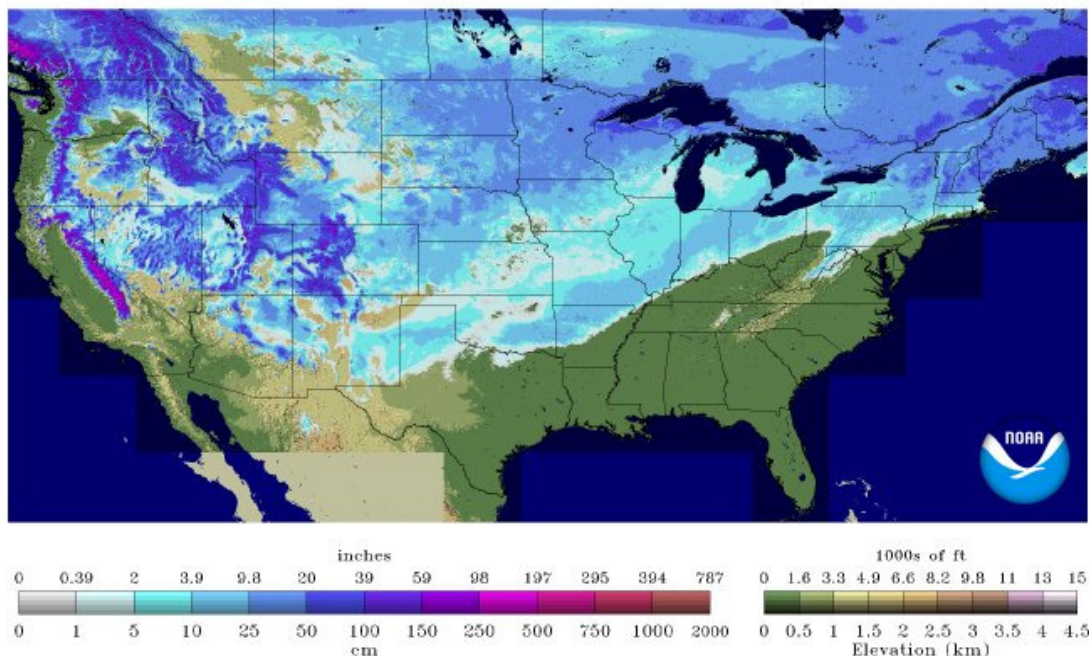 NOAA
inches
0 0.39 2 3.9 9.8 20 39 59 98 197 295 394 787
0 1 5 10 25 50 100 150 250 500 750 1000 2000
cm
1000s of ft
0 1.6 3.3 4.9 6.6 8.2 9.8 11 13 15
0 0.5 1 1.5 2 2.5 3 3.5 4 4.5
Elevation (km)